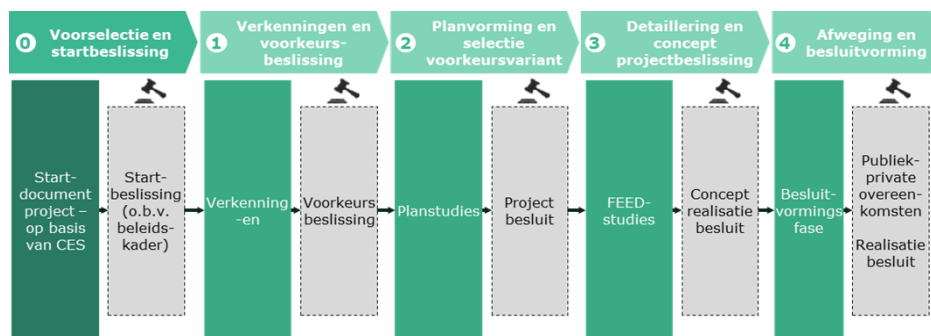 0 Voorselectie en
startbeslissing
1 Verkenningen en
voorkeurs-
beslissing
2 Planvorming en
selectie
voorkeursvariant
3 Detaillering en
concept
projectbeslissing
4 Afweging en
besluitvorming
Start-
document
project –
op basis
van CES
Start-
beslissing
(o.b.v.
beleids-
kader)
Verkenning
-en
Voorkeurs
beslissing
Planstudies
Project
besluit
FEED-
studies
Concept
realisatie
besluit
Besluit-
vormings
fase
Publiek-
private
overeen-
komsten
Realisatie
besluit